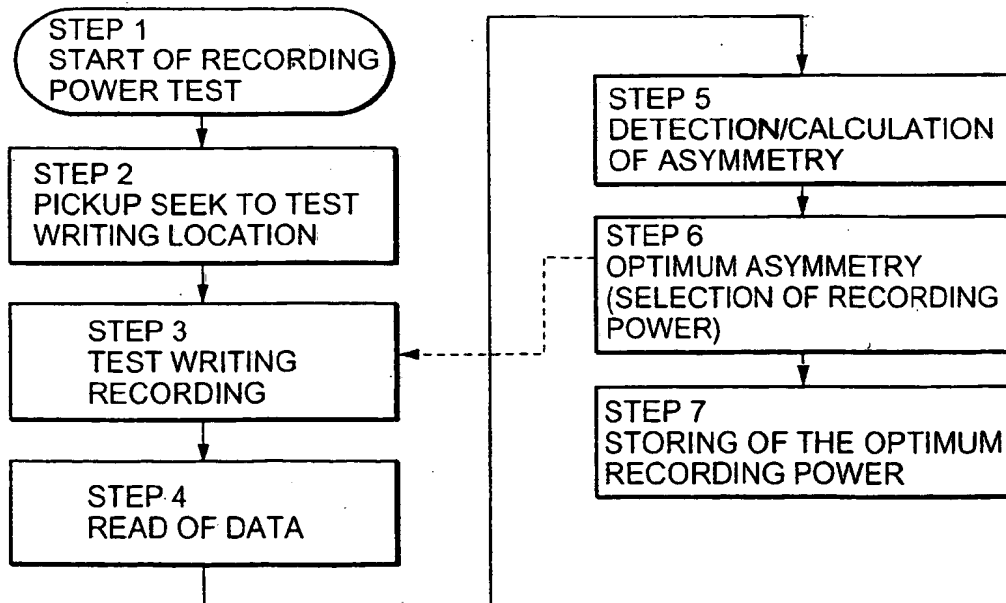 STEP 1
START OF RECORDING
POWER TEST
STEP 2
PICKUP SEEK TO TEST
WRITING LOCATION
STEP 3
TEST WRITING
RECORDING
STEP 4
READ OF DATA
STEP 5
DETECTION/CALCULATION
OF ASYMMETRY
STEP 6
OPTIMUM ASYMMETRY
(SELECTION OF RECORDING
POWER)
STEP 7
STORING OF THE OPTIMUM
RECORDING POWER